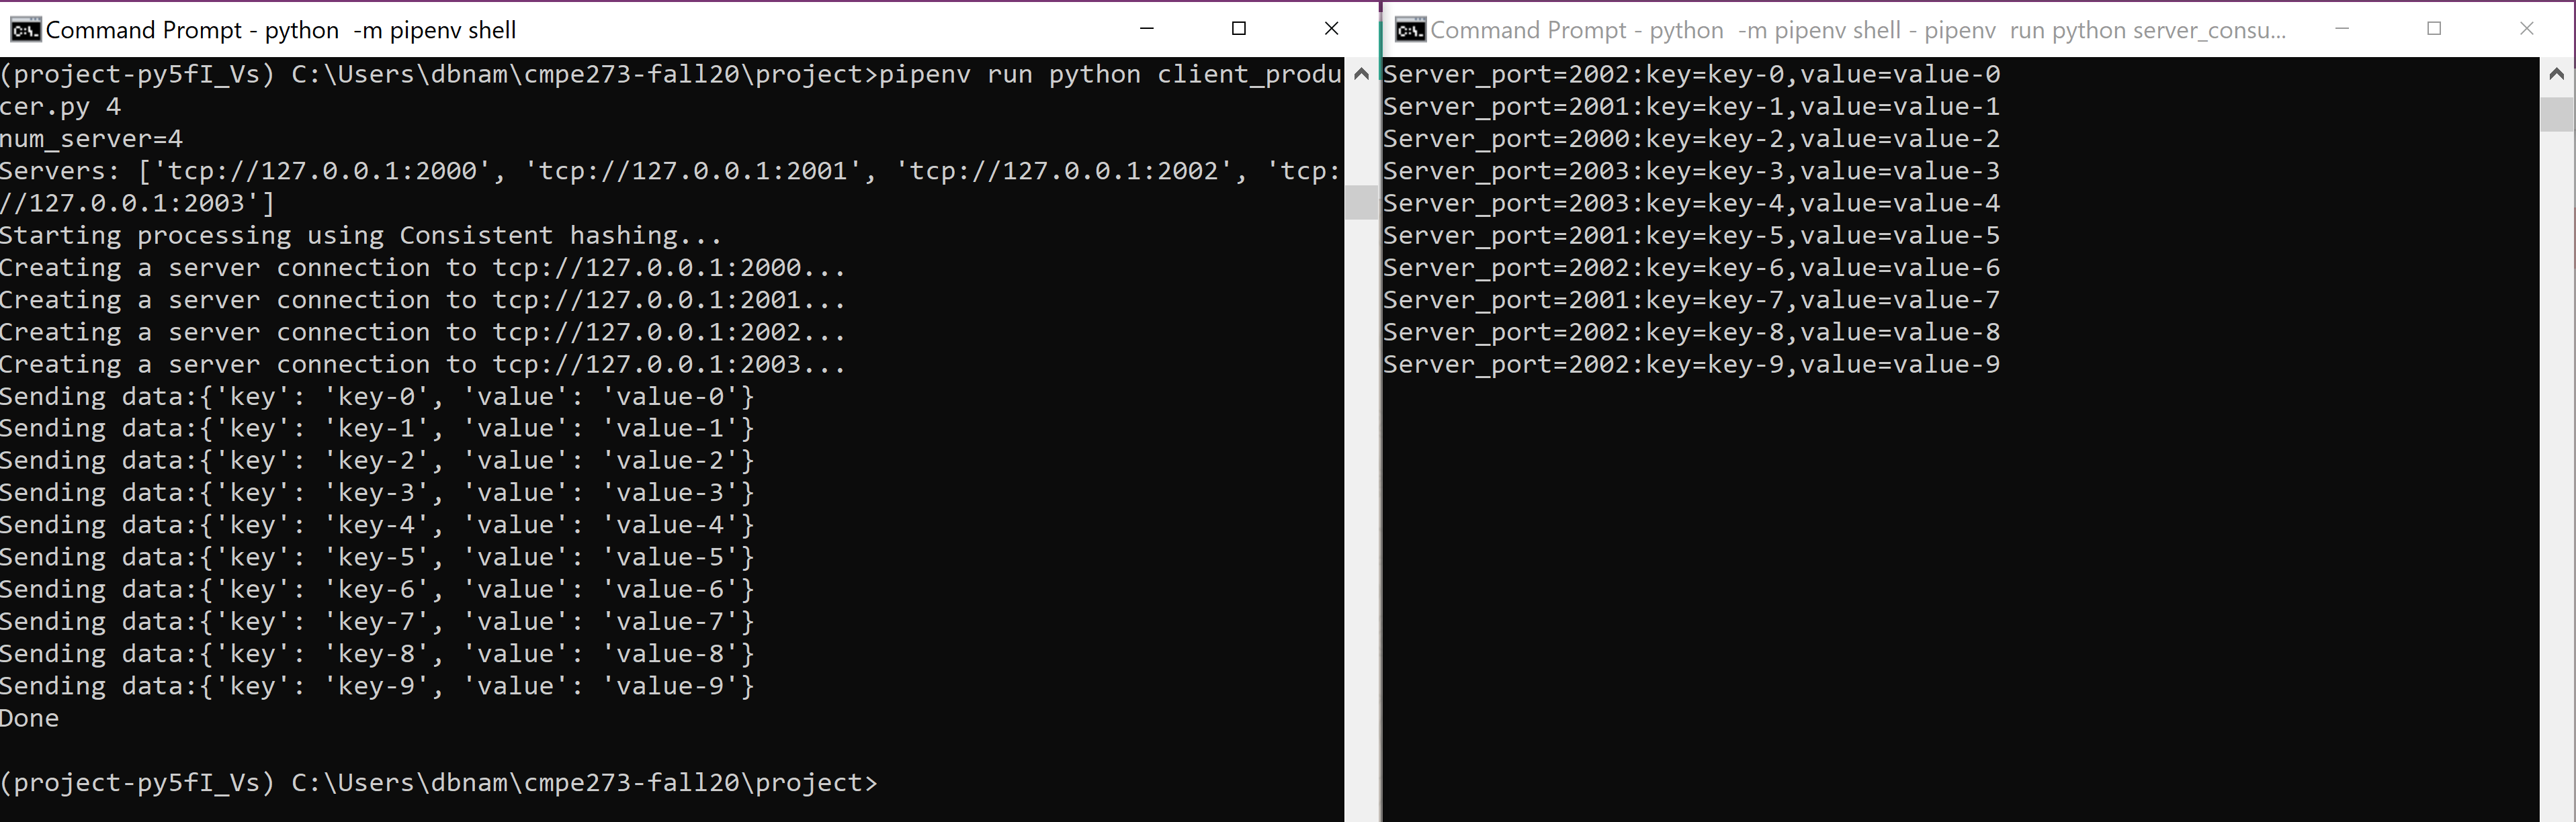 Command Prompt - python  -m pipenv shell
(project-py5fI_Vs) C:\Users\dbnam\cmpe273-fall20\project>pipenv run python client_produ
cer.py 4
num_server=4
Servers: ['tcp://127.0.0.1:2000', 'tcp://127.0.0.1:2001', 'tcp://127.0.0.1:2002', 'tcp:
//127.0.0.1:2003']
Starting processing using Consistent hashing...
Creating a server connection to tcp://127.0.0.1:2000...
Creating a server connection to tcp://127.0.0.1:2001...
Creating a server connection to tcp://127.0.0.1:2002...
Creating a server connection to tcp://127.0.0.1:2003...
Sending data:{'key': 'key-0', 'value': 'value-0'}
Sending data:{'key': 'key-1', 'value': 'value-1'}
Sending data:{'key': 'key-2', 'value': 'value-2'}
Sending data:{'key': 'key-3', 'value': 'value-3'}
Sending data:{'key': 'key-4', 'value': 'value-4'}
Sending data:{'key': 'key-5', 'value': 'value-5'}
Sending data:{'key': 'key-6', 'value': 'value-6'}
Sending data:{'key': 'key-7', 'value': 'value-7'}
Sending data:{'key': 'key-8', 'value': 'value-8'}
Sending data:{'key': 'key-9', 'value': 'value-9'}
Done
(project-py5fI_Vs) C:\Users\dbnam\cmpe273-fall20\project>
Command Prompt - python  -m pipenv shell - pipenv  run python server_consu...
Server_port=2002:key=key-0,value=value-0
Server_port=2001:key=key-1,value=value-1
Server_port=2000:key=key-2,value=value-2
Server_port=2003:key=key-3,value=value-3
Server_port=2003:key=key-4,value=value-4
Server_port=2001:key=key-5,value=value-5
Server_port=2002:key=key-6,value=value-6
Server_port=2001:key=key-7,value=value-7
Server_port=2002:key=key-8,value=value-8
Server_port=2002:key=key-9,value=value-9